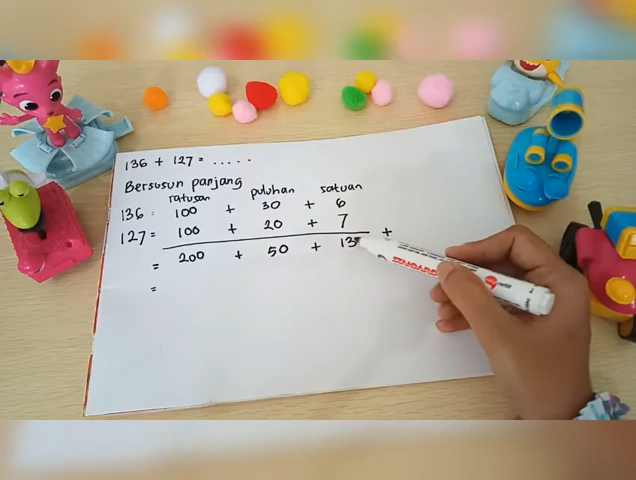 136 + 127 = .....
Bersusun panjang
ratusan puluhan satuan
136 = 100 + 30 + 6
127 = 100 + 20 + 7 +
= 200 + 50 + 13
=